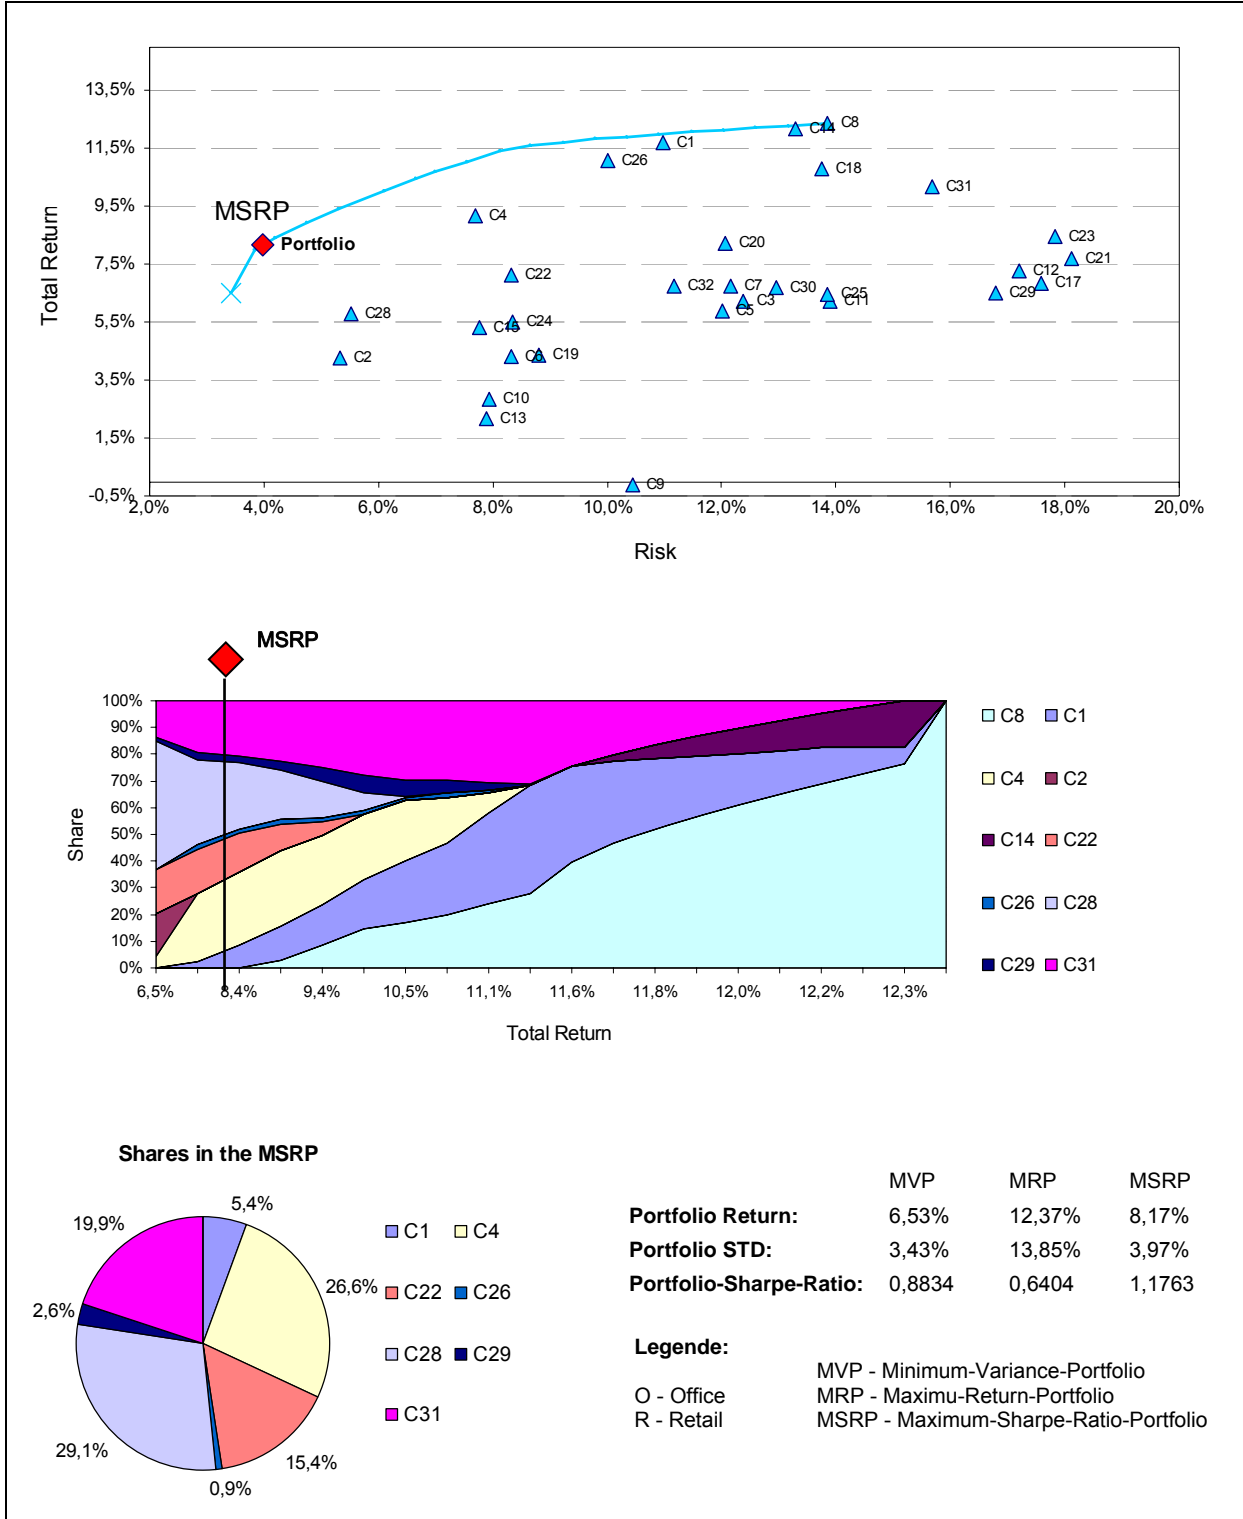 13,5%
11,5%
9,5%
7,5%
5,5%
3,5%
1,5%
-0,5%
Total Return
MSRP
Portfolio
C8
C14
C1
C26
C18
C31
C4
C23
C20
C21
C22
C12
C17
C32
C7
C30
C29
C25
C11
C3
C5
C28
C24
C15
C2
C6
C19
C10
C13
C9
2,0% 4,0% 6,0% 8,0% 10,0% 12,0% 14,0% 16,0% 18,0% 20,0%
Risk
MSRP
100%
90%
80%
70%
60%
50%
40%
30%
20%
10%
0%
Share
6,5% 8,4% 9,4% 10,5% 11,1% 11,6% 11,8% 12,0% 12,2% 12,3%
Total Return
C8 C1
C4 C2
C14 C22
C26 C28
C29 C31
Shares in the MSRP
5,4%
26,6%
15,4%
0,9%
29,1%
2,6%
19,9%
C1 C4
C22 C26
C28 C29
C31
MVP MRP MSRP
Portfolio Return: 6,53% 12,37% 8,17%
Portfolio STD: 3,43% 13,85% 3,97%
Portfolio-Sharpe-Ratio: 0,8834 0,6404 1,1763
Legende:
MVP - Minimum-Variance-Portfolio
O - Office MRP - Maximu-Return-Portfolio
R - Retail MSRP - Maximum-Sharpe-Ratio-Portfolio